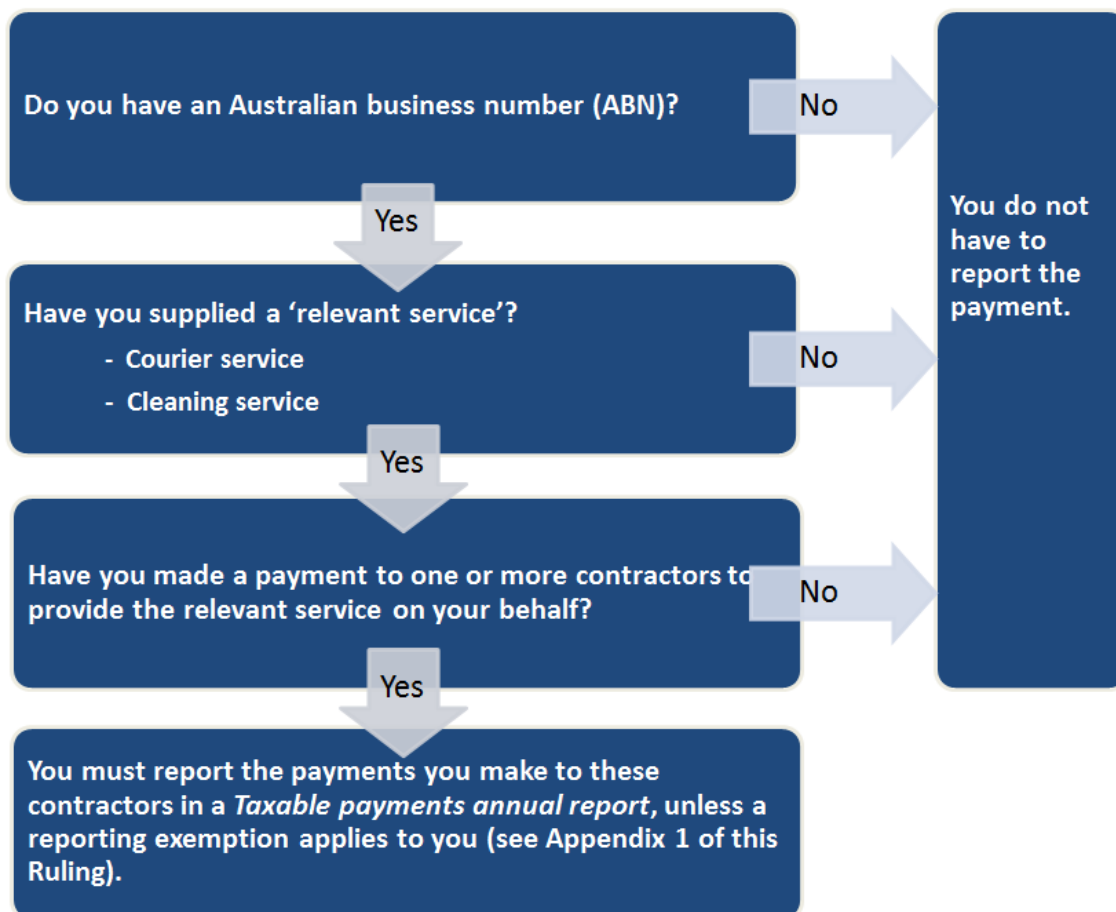 Do you have an Australian business number (ABN)?
No
Yes
Have you supplied a ‘relevant service’?
- Courier service
- Cleaning service
No
Yes
Have you made a payment to one or more contractors to
provide the relevant service on your behalf?
No
Yes
You must report the payments you make to these
contractors in a Taxable payments annual report, unless a
reporting exemption applies to you (see Appendix 1 of this
Ruling).
You do not
have to
report the
payment.